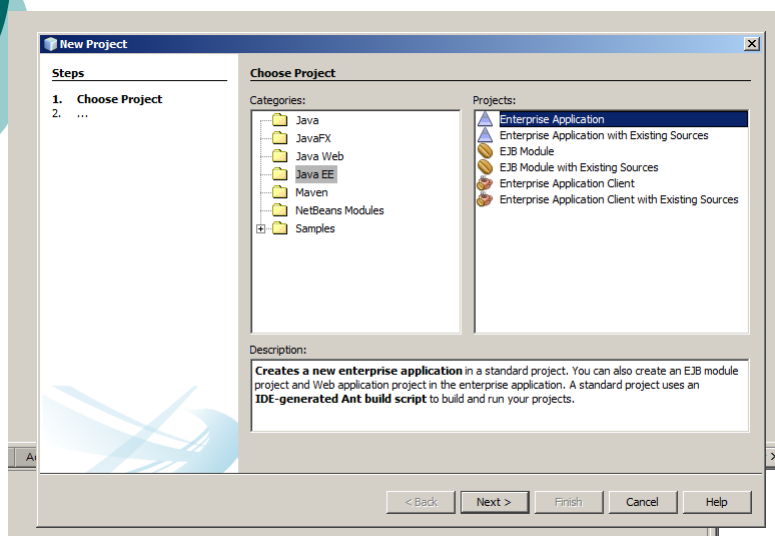 New Project
Steps
1. Choose Project
2. ...
Choose Project
Categories:
Java
JavaFX
Java Web
Java EE
Maven
NetBeans Modules
Samples
Projects:
Enterprise Application
Enterprise Application with Existing Sources
EJB Module
EJB Module with Existing Sources
Enterprise Application Client
Enterprise Application Client with Existing Sources
Description:
Creates a new enterprise application in a standard project. You can also create an EJB module
project and Web application project in the enterprise application. A standard project uses an
IDE-generated Ant build script to build and run your projects.
< Back
Next >
Finish
Cancel
Help